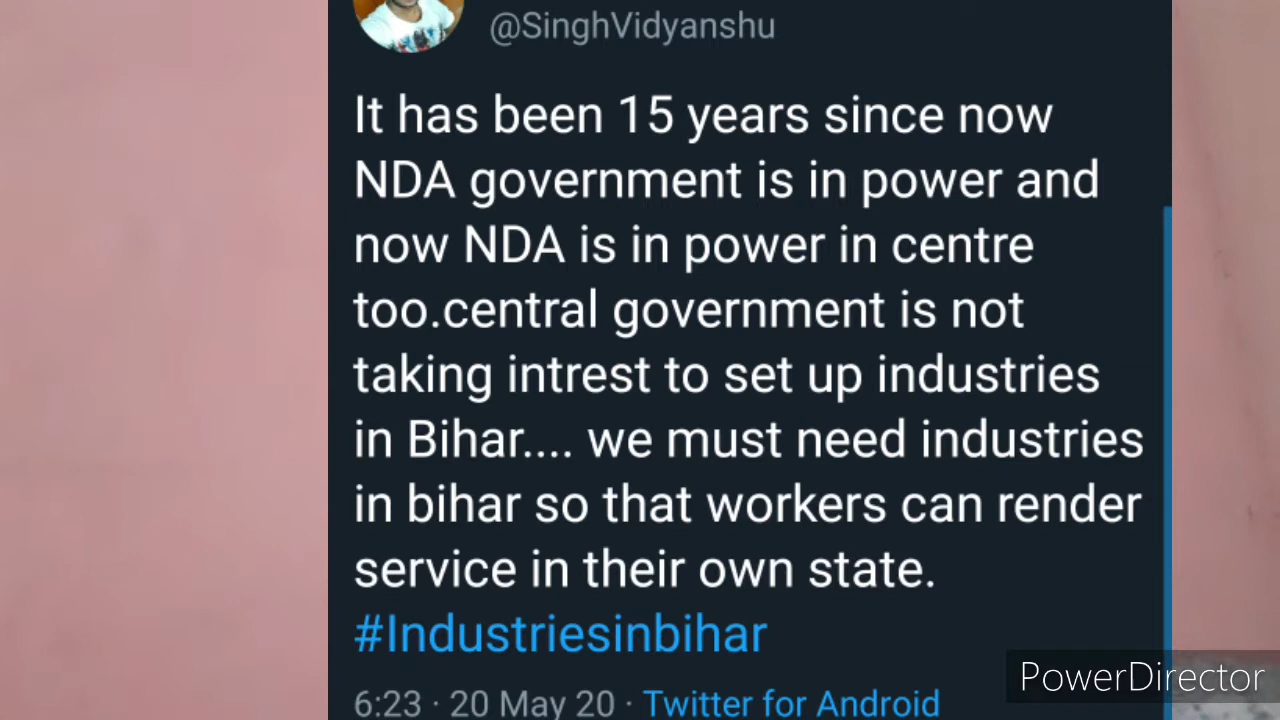 @SinghVidyanshu
It has been 15 years since now
NDA government is in power and
now NDA is in power in centre
too.central government is not
taking intrest to set up industries
in Bihar.... we must need industries
in bihar so that workers can render
service in their own state.
#Industriesinbihar
6:23 · 20 May 20 · Twitter for Android
PowerDirector